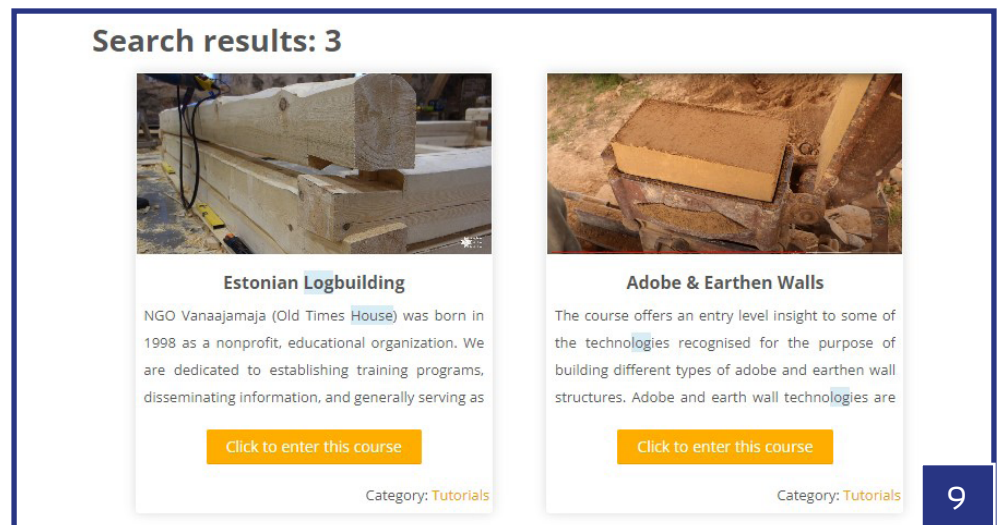 Search results: 3
Estonian Logbuilding
NGO Vanaajamaja (Old Times House) was born in
1998 as a nonprofit, educational organization. We
are dedicated to establishing training programs,
disseminating information, and generally serving as
Click to enter this course
Category: Tutorials
Adobe & Earthen Walls
The course offers an entry level insight to some of
the technologies recognised for the purpose of
building different types of adobe and earthen wall
structures. Adobe and earth wall technologies are
Click to enter this course
Category: Tutorials
9